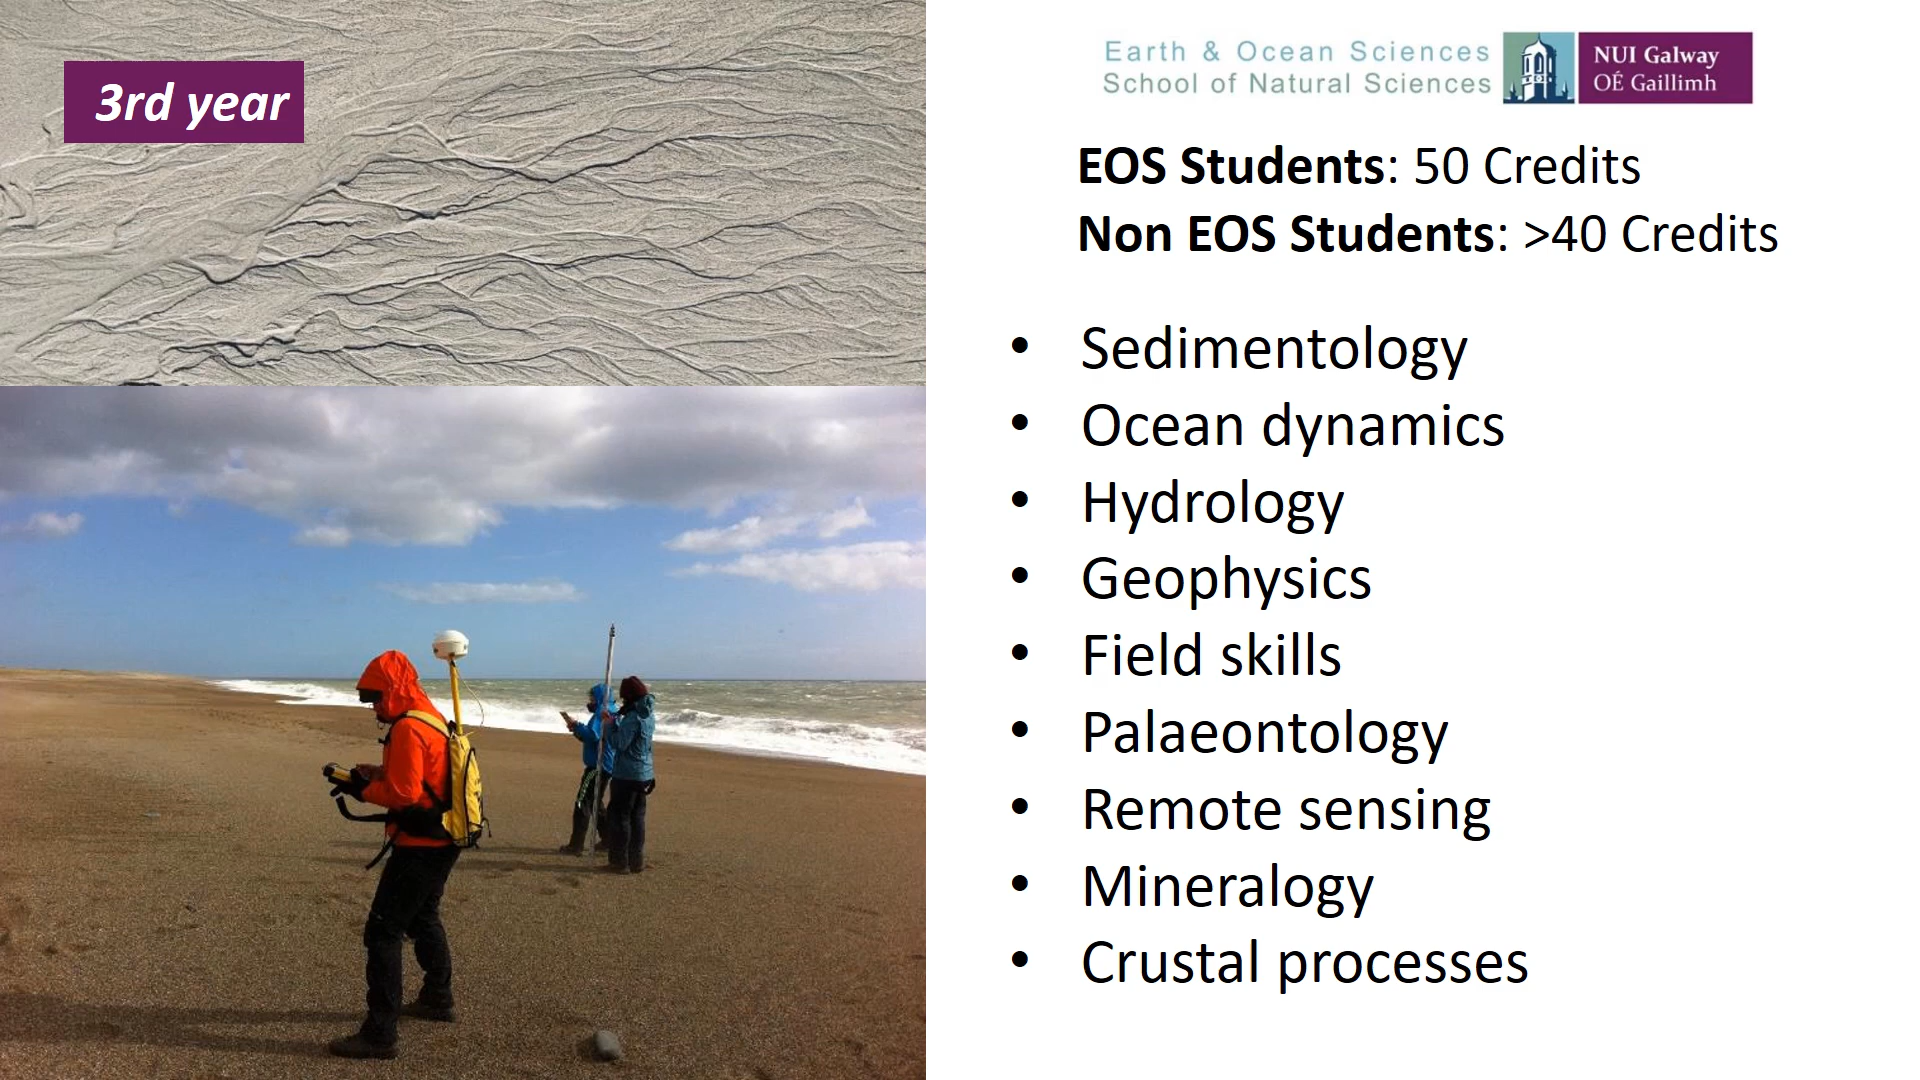 3rd year
Earth & Ocean Sciences
School of Natural Sciences
NUI Galway
OÉ Gaillimh
EOS Students: 50 Credits
Non EOS Students: >40 Credits
• Sedimentology
• Ocean dynamics
• Hydrology
• Geophysics
• Field skills
• Palaeontology
• Remote sensing
• Mineralogy
• Crustal processes